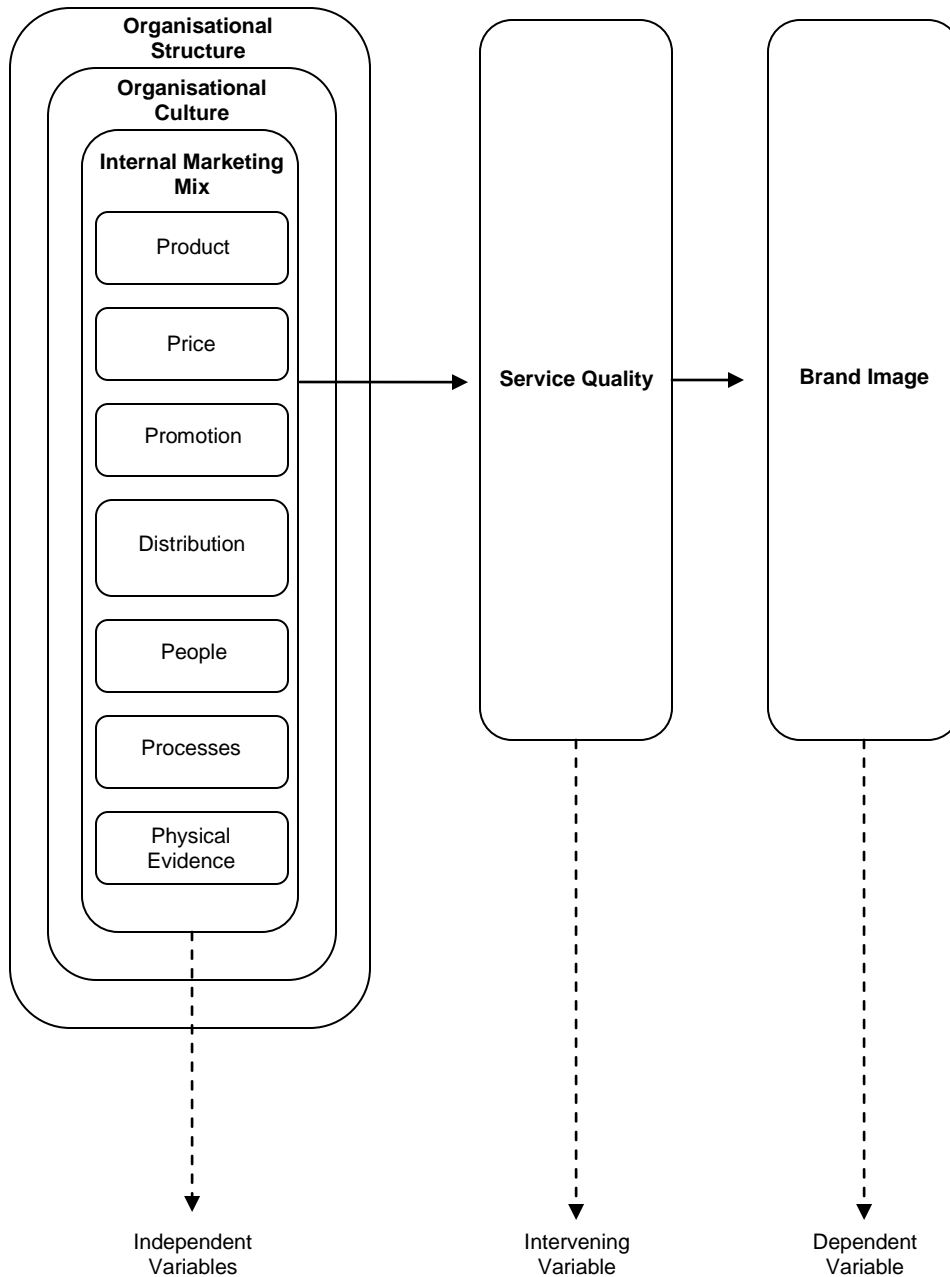 Organisational
Structure
Organisational
Culture
Internal Marketing
Mix
Product
Price
Promotion
Distribution
People
Processes
Physical
Evidence
Service Quality
Brand Image
Independent
Variables
Intervening
Variable
Dependent
Variable